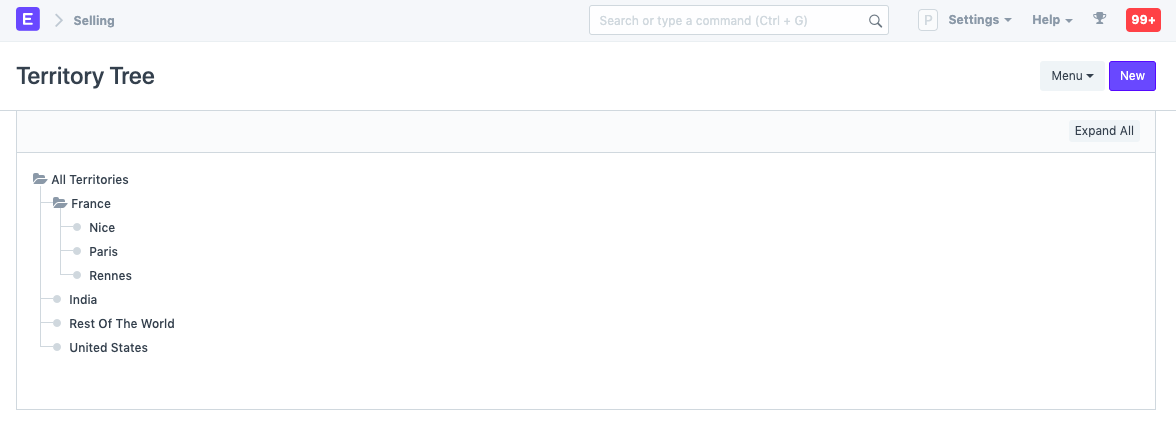 E Selling Search or type a command (Ctrl + G) P Settings Help 99+
Territory Tree Menu New
Expand All
All Territories
France
Nice
Paris
Rennes
India
Rest Of The World
United States